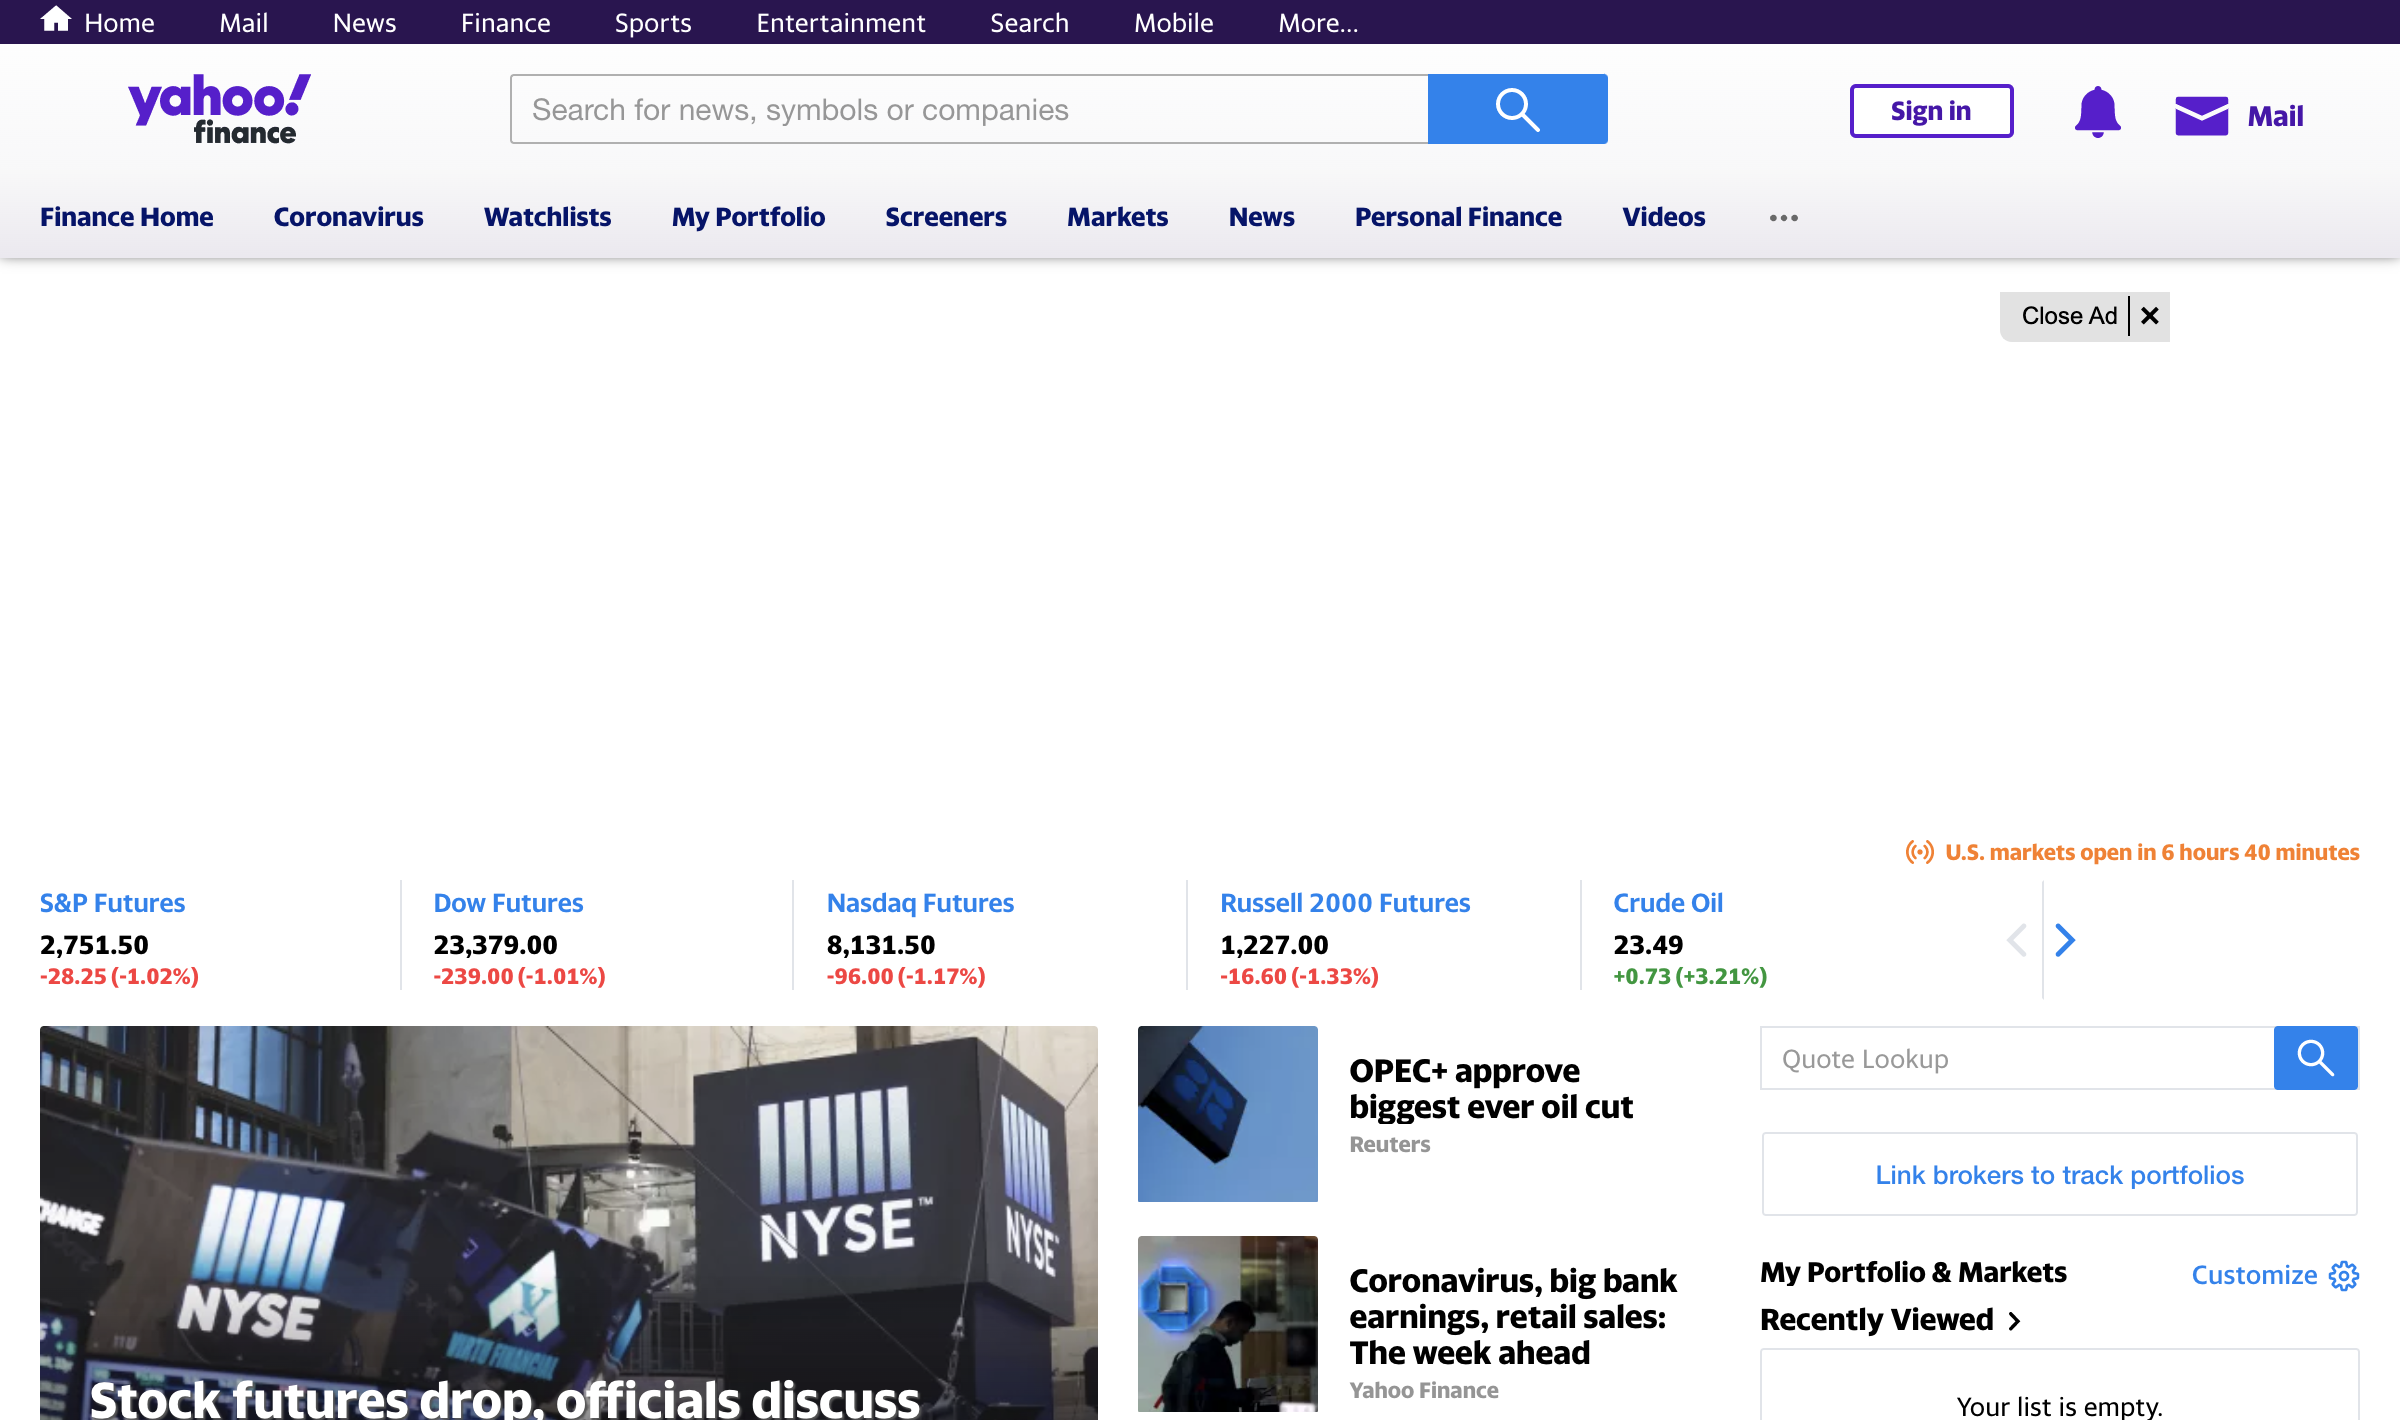 Home Mail News Finance Sports Entertainment Search Mobile More...
yahoo!
finance
Search for news, symbols or companies
Sign in
Mail
Finance Home Coronavirus Watchlists My Portfolio Screeners Markets News Personal Finance Videos
Close Ad
U.S. markets open in 6 hours 40 minutes
S&P Futures
2,751.50
-28.25 (-1.02%)
Dow Futures
23,379.00
-239.00 (-1.01%)
Nasdaq Futures
8,131.50
-96.00 (-1.17%)
Russell 2000 Futures
1,227.00
-16.60 (-1.33%)
Crude Oil
23.49
+0.73 (+3.21%)
NYSE™
NYSE
NYSE
VIRTU FINANCIAL
Stock futures drop, officials discuss
OPEC+ approve
biggest ever oil cut
Reuters
Coronavirus, big bank
earnings, retail sales:
The week ahead
Yahoo Finance
Quote Lookup
Link brokers to track portfolios
My Portfolio & Markets
Customize
Recently Viewed
Your list is empty.